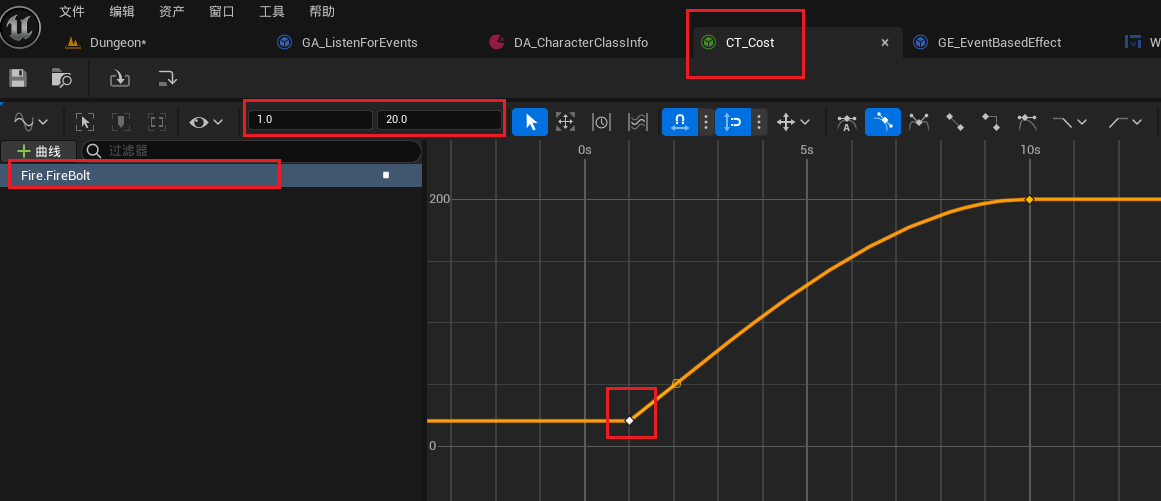 文件 编辑 资产 窗口 工具 帮助
Dungeon* GA_ListenForEvents DA_CharacterClassInfo CT_Cost × GE_EventBasedEffect W
1.0 20.0 A
曲线 过滤器 0s 5s 10s
Fire.FireBolt
200
0